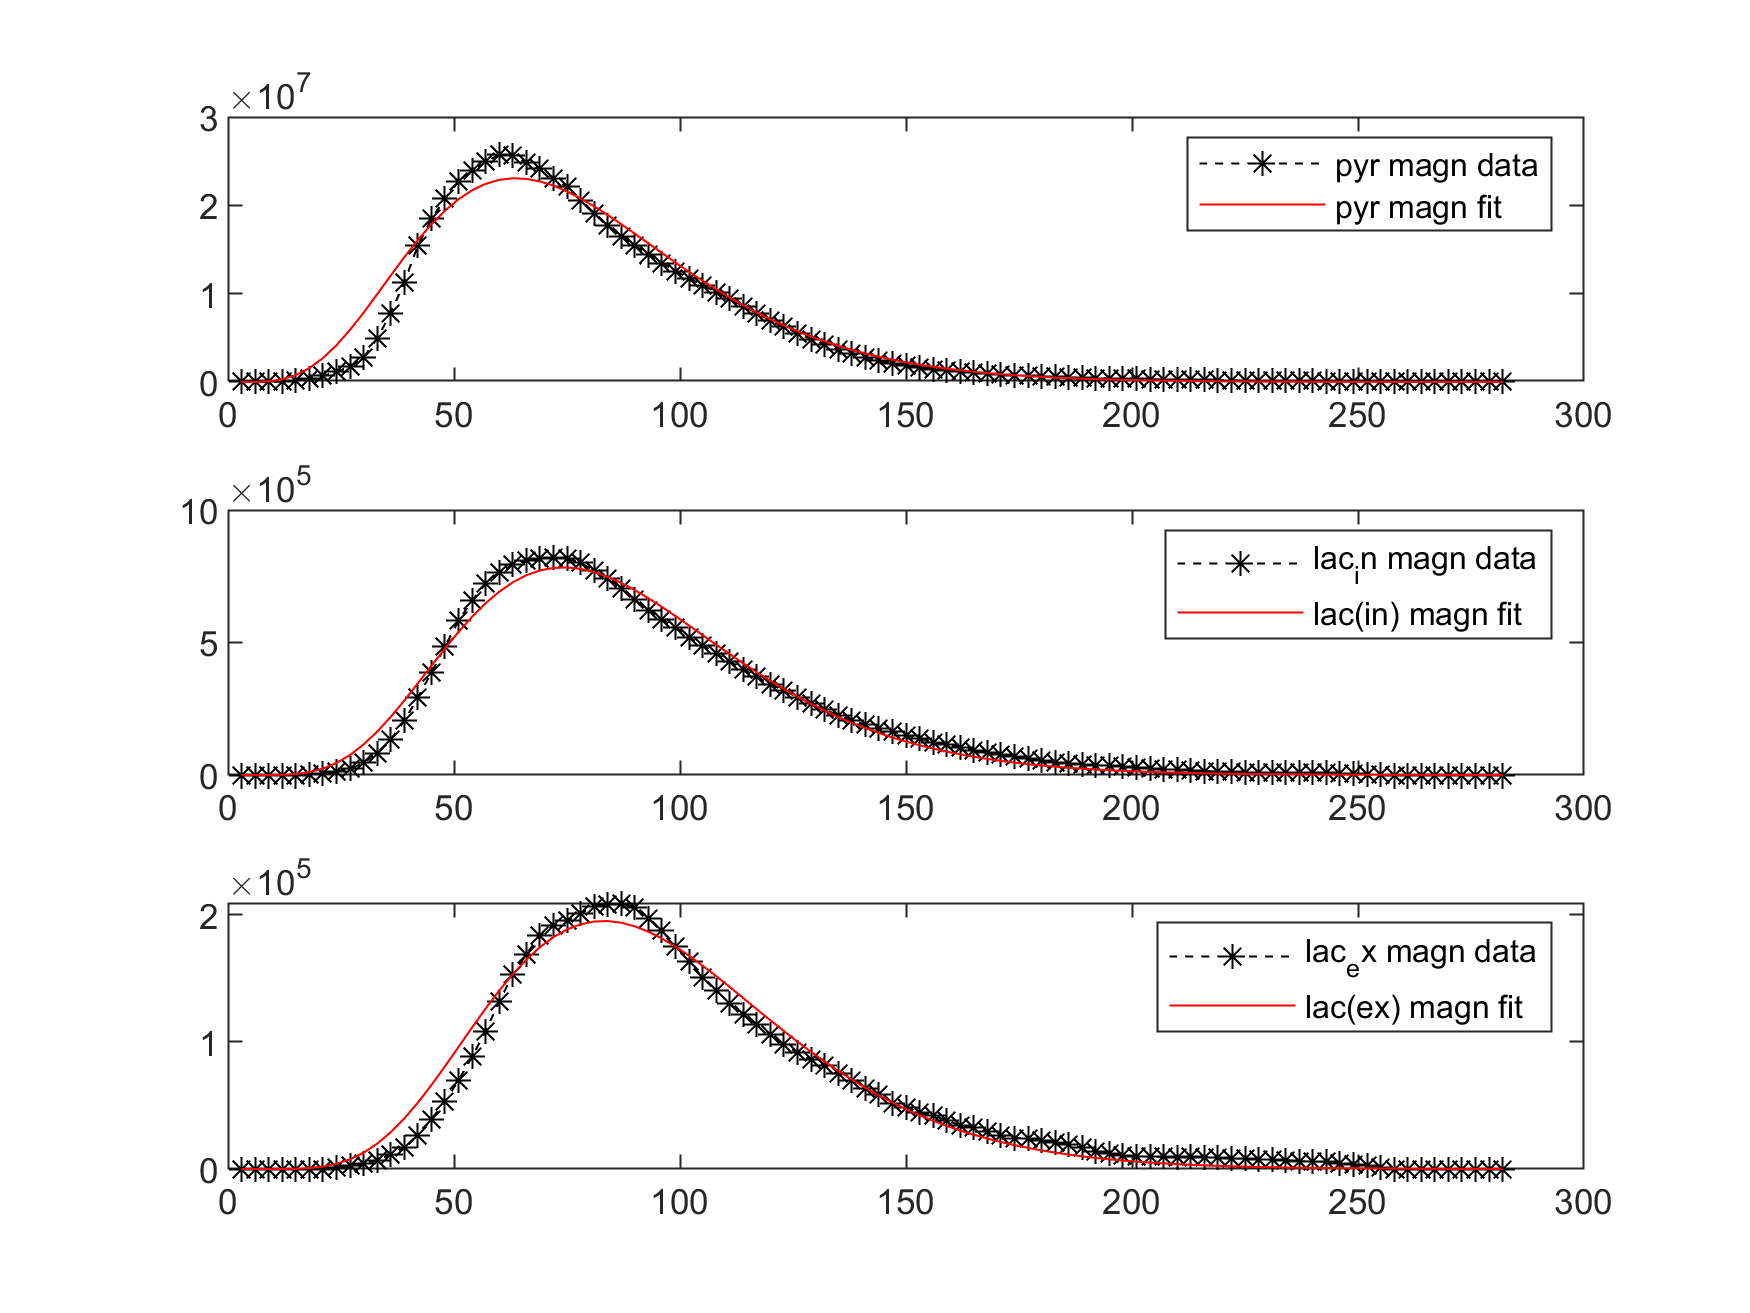 ×10^7
3
2
1
0
0 50 100 150 200 250 300
pyr magn data
pyr magn fit
×10^5
10
5
0
0 50 100 150 200 250 300
lac_in magn data
lac(in) magn fit
×10^5
2
1
0
0 50 100 150 200 250 300
lac_ex magn data
lac(ex) magn fit